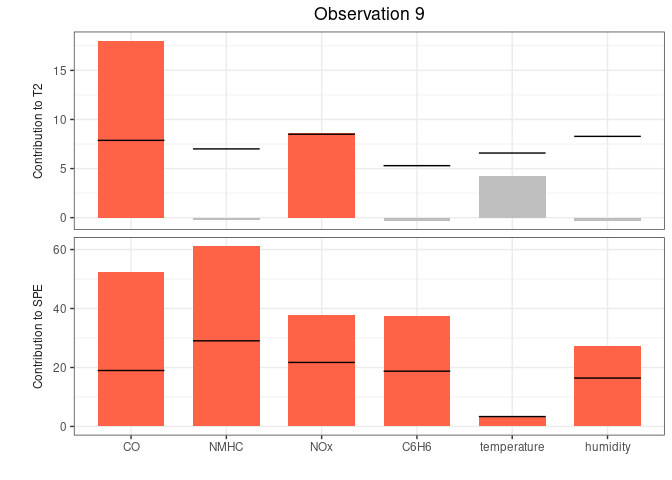 Observation 9
Contribution to T2
15
10
5
0
Contribution to SPE
60
40
20
0
CO NMHC NOx C6H6 temperature humidity